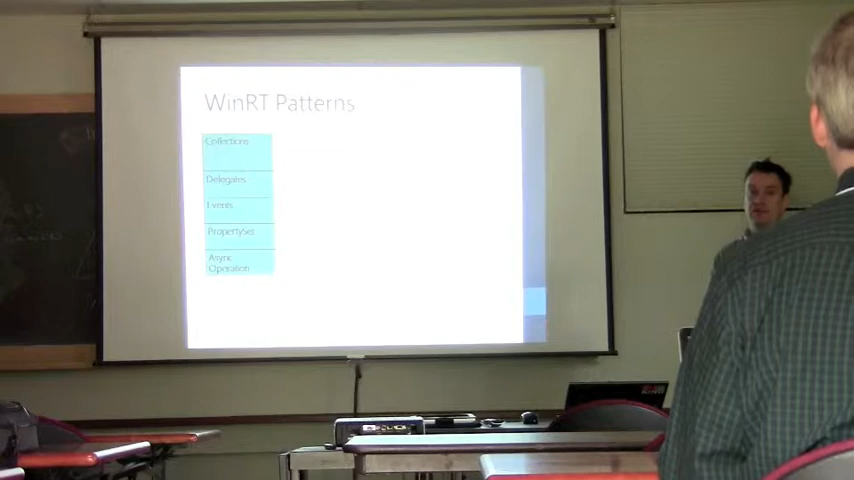 WinRT Patterns
Collections
Delegates
Events
PropertySet
Async
Operation